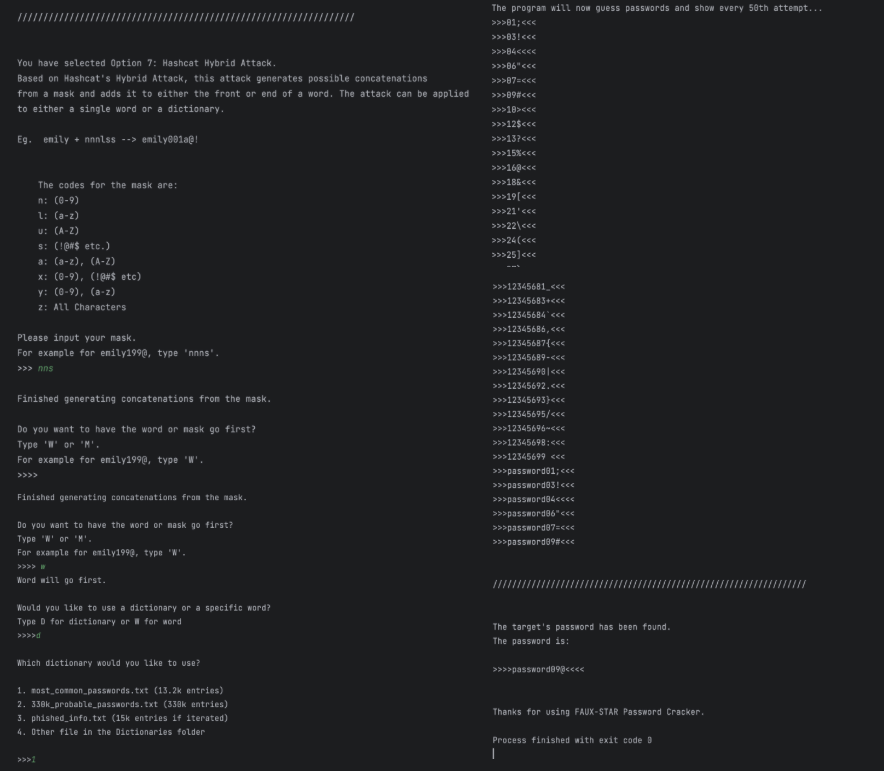 /////////////////////////////////////////////////////////////////
You have selected Option 7: Hashcat Hybrid Attack.
Based on Hashcat's Hybrid Attack, this attack generates possible concatenations
from a mask and adds it to either the front or end of a word. The attack can be applied
to either a single word or a dictionary.
Eg.  emily + nnnlss --> emily001a@!
The codes for the mask are:
n: (0-9)
l: (a-z)
u: (A-Z)
s: (!@#$ etc.)
a: (a-z), (A-Z)
x: (0-9), (!@#$ etc)
y: (0-9), (a-z)
z: All Characters
Please input your mask.
For example for emily199@, type 'nnns'.
>>> nns
Finished generating concatenations from the mask.
Do you want to have the word or mask go first?
Type 'W' or 'M'.
For example for emily199@, type 'W'.
>>>>
Finished generating concatenations from the mask.
Do you want to have the word or mask go first?
Type 'W' or 'M'.
For example for emily199@, type 'W'.
>>>> w
Word will go first.
Would you like to use a dictionary or a specific word?
Type D for dictionary or W for word
>>>>d
Which dictionary would you like to use?
1. most_common_passwords.txt (13.2k entries)
2. 330k_probable_passwords.txt (330k entries)
3. phished_info.txt (15k entries if iterated)
4. Other file in the Dictionaries folder
>>>1
The program will now guess passwords and show every 50th attempt...
>>>01;<<<
>>>03!<<<
>>>04<<<<
>>>06"<<<
>>>07=<<<
>>>09#<<<
>>>10><<<
>>>12$<<<
>>>13?<<<
>>>15%<<<
>>>16@<<<
>>>18&<<<
>>>19[<<<
>>>21'<<<
>>>22\<<<
>>>24(<<<
>>>25]<<<
>>>12345681_<<<
>>>12345683+<<<
>>>12345684`<<<
>>>12345686,<<<
>>>12345687{<<<
>>>12345689-<<<
>>>12345690|<<<
>>>12345692.<<<
>>>12345693}<<<
>>>12345695/<<<
>>>12345696~<<<
>>>12345698:<<<
>>>12345699 <<<
>>>password01;<<<
>>>password03!<<<
>>>password04<<<<
>>>password06"<<<
>>>password07=<<<
>>>password09#<<<
/////////////////////////////////////////////////////////////////
The target's password has been found.
The password is:
>>>>password09@<<<<
Thanks for using FAUX-STAR Password Cracker.
Process finished with exit code 0